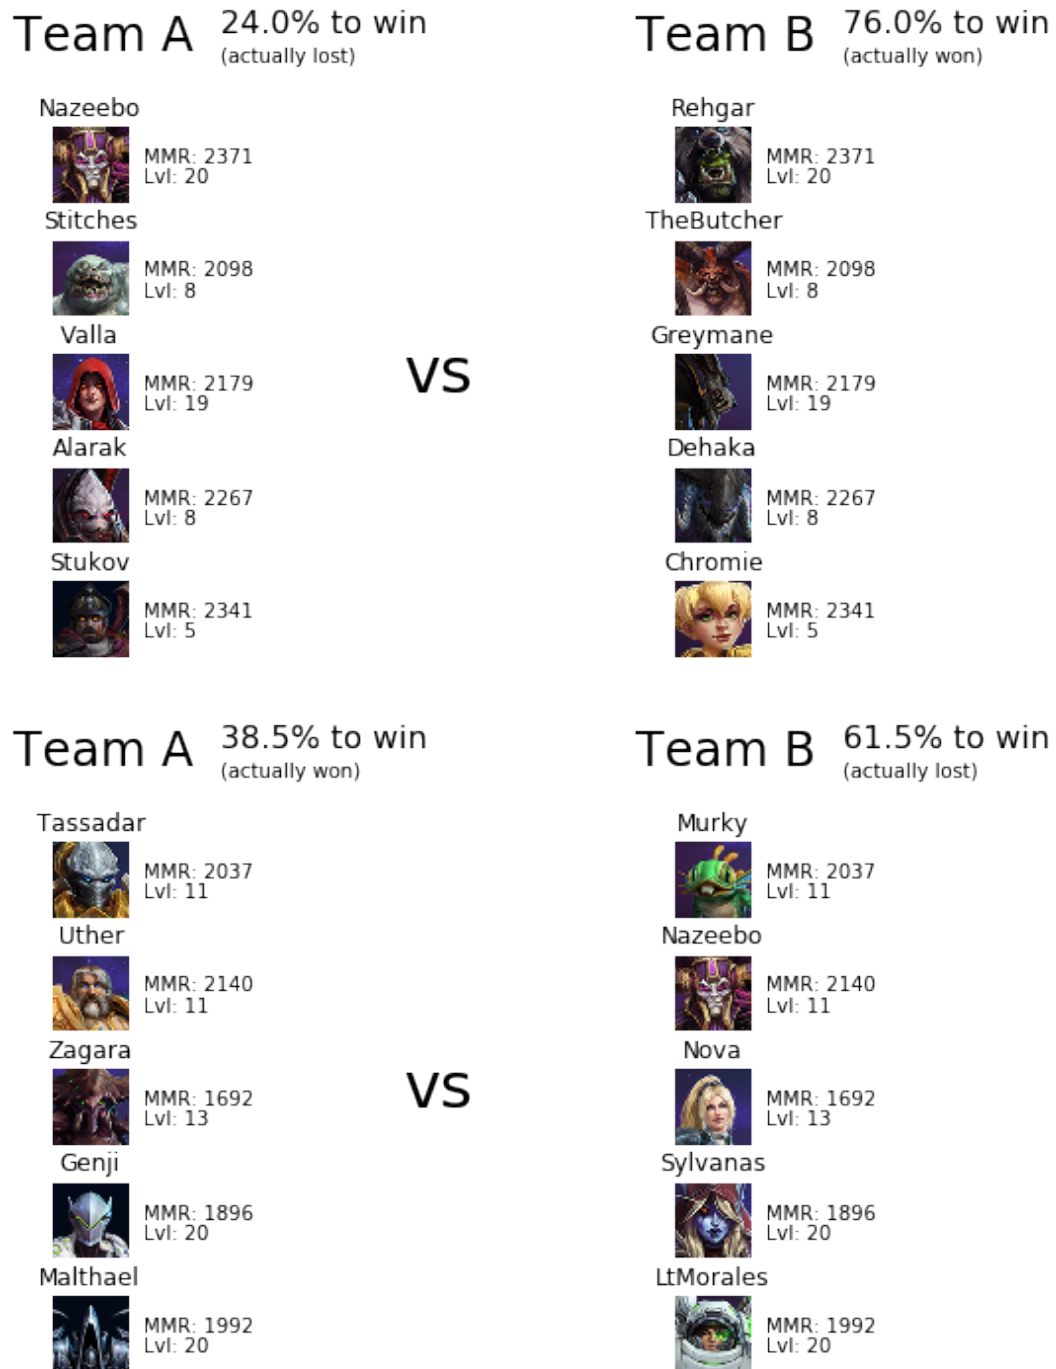 Team A 24.0% to win
(actually lost)
Team B 76.0% to win
(actually won)
Nazeebo
MMR: 2371
Lvl: 20
Stitches
MMR: 2098
Lvl: 8
Valla
MMR: 2179
Lvl: 19
Alarak
MMR: 2267
Lvl: 8
Stukov
MMR: 2341
Lvl: 5
vs
Rehgar
MMR: 2371
Lvl: 20
TheButcher
MMR: 2098
Lvl: 8
Greymane
MMR: 2179
Lvl: 19
Dehaka
MMR: 2267
Lvl: 8
Chromie
MMR: 2341
Lvl: 5
Team A 38.5% to win
(actually won)
Team B 61.5% to win
(actually lost)
Tassadar
MMR: 2037
Lvl: 11
Uther
MMR: 2140
Lvl: 11
Zagara
MMR: 1692
Lvl: 13
Genji
MMR: 1896
Lvl: 20
Malthael
MMR: 1992
Lvl: 20
vs
Murky
MMR: 2037
Lvl: 11
Nazeebo
MMR: 2140
Lvl: 11
Nova
MMR: 1692
Lvl: 13
Sylvanas
MMR: 1896
Lvl: 20
LtMorales
MMR: 1992
Lvl: 20